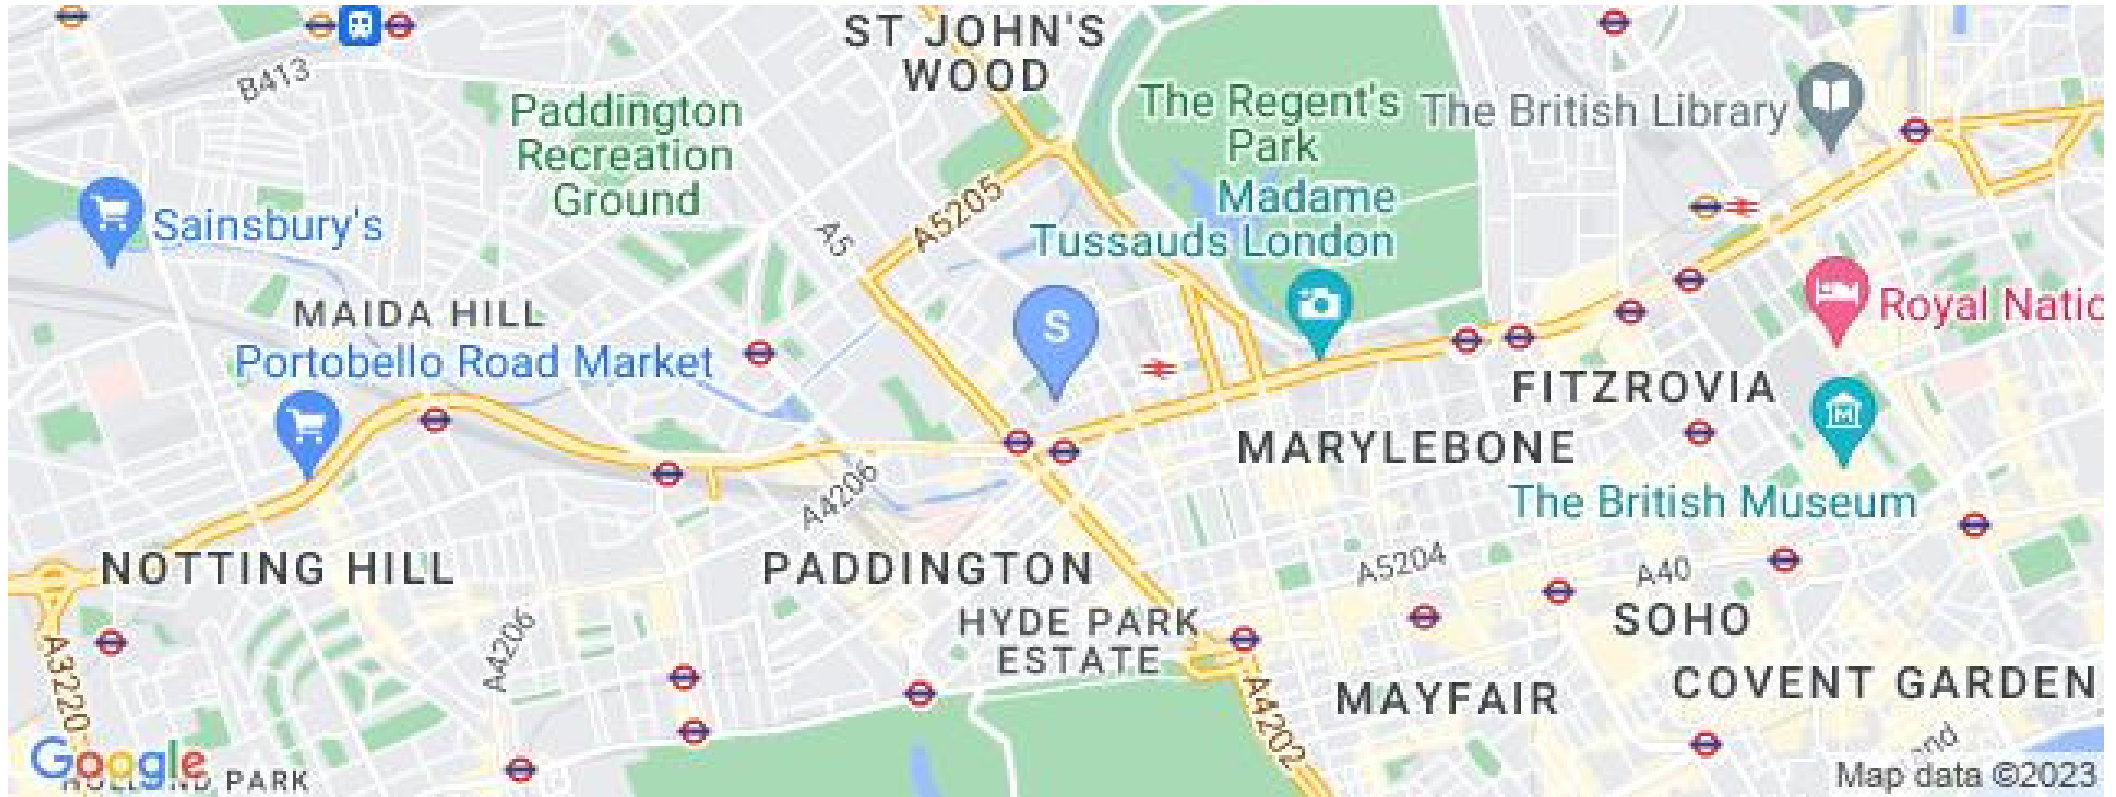 ST JOHN'S
WOOD
B413
Paddington
Recreation
Ground
The Regent's
Park
The British Library
Madame
Tussauds London
A5205
A5
Sainsbury's
MAIDA HILL
Portobello Road Market
S
Royal Natio
FITZROVIA
MARYLEBONE
The British Museum
A4206
NOTTING HILL
PADDINGTON
A5204
A40
HYDE PARK
ESTATE
SOHO
A4206
A3220
MAYFAIR
COVENT GARDEN
A4202
Google
PARK
Map data ©2023